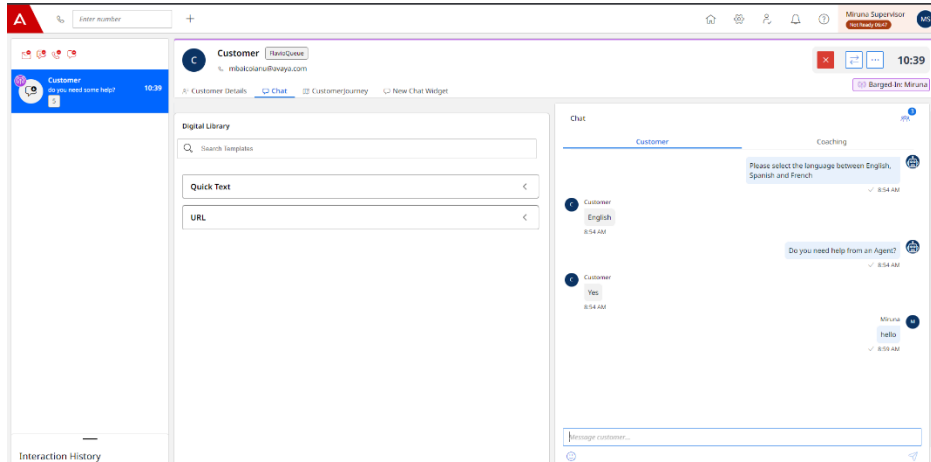 Enter number
Miruna Supervisor
Not Ready 06:47
MS
Customer
do you need some help?
10:39
5
C
Customer
FlavioQueue
mbaicoianu@avaya.com
10:39
Customer Details
Chat
CustomerJourney
New Chat Widget
Barged-In: Miruna
Digital Library
Search Templates
Quick Text
URL
Chat
3
Customer
Coaching
Please select the language between English,
Spanish and French
8:54 AM
C
Customer
English
8:54 AM
Do you need help from an Agent?
8:54 AM
C
Customer
Yes
8:54 AM
Miruna
M
hello
8:59 AM
Message customer...
Interaction History